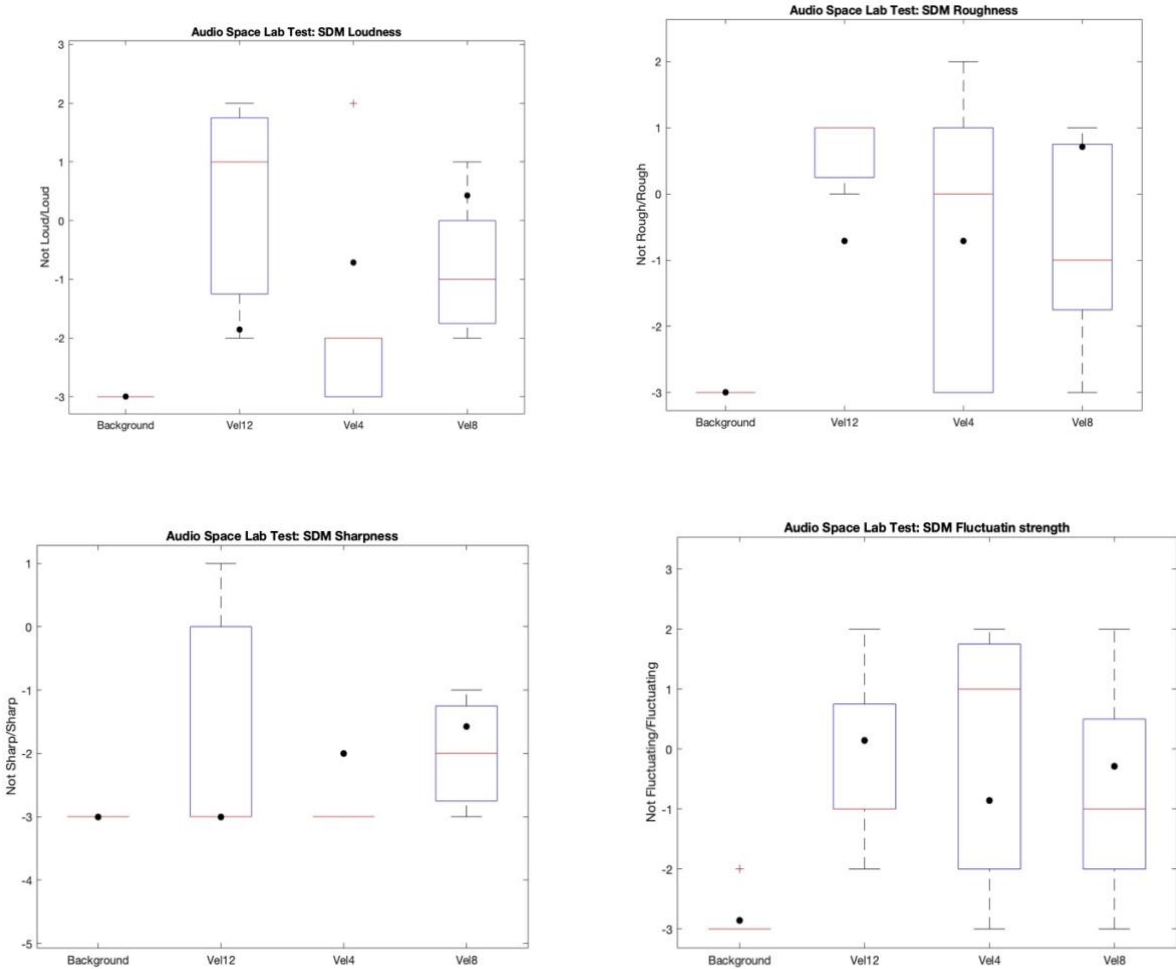 Audio Space Lab Test: SDM Loudness
3
2
1
0
-1
-2
-3
Not Loud/Loud
Background Vel12 Vel4 Vel8
Audio Space Lab Test: SDM Roughness
2
1
0
-1
-2
-3
Not Rough/Rough
Background Vel12 Vel4 Vel8
Audio Space Lab Test: SDM Sharpness
1
0
-1
-2
-3
-4
-5
Not Sharp/Sharp
Background Vel12 Vel4 Vel8
Audio Space Lab Test: SDM Fluctuatin strength
3
2
1
0
-1
-2
-3
Not Fluctuating/Fluctuating
Background Vel12 Vel4 Vel8